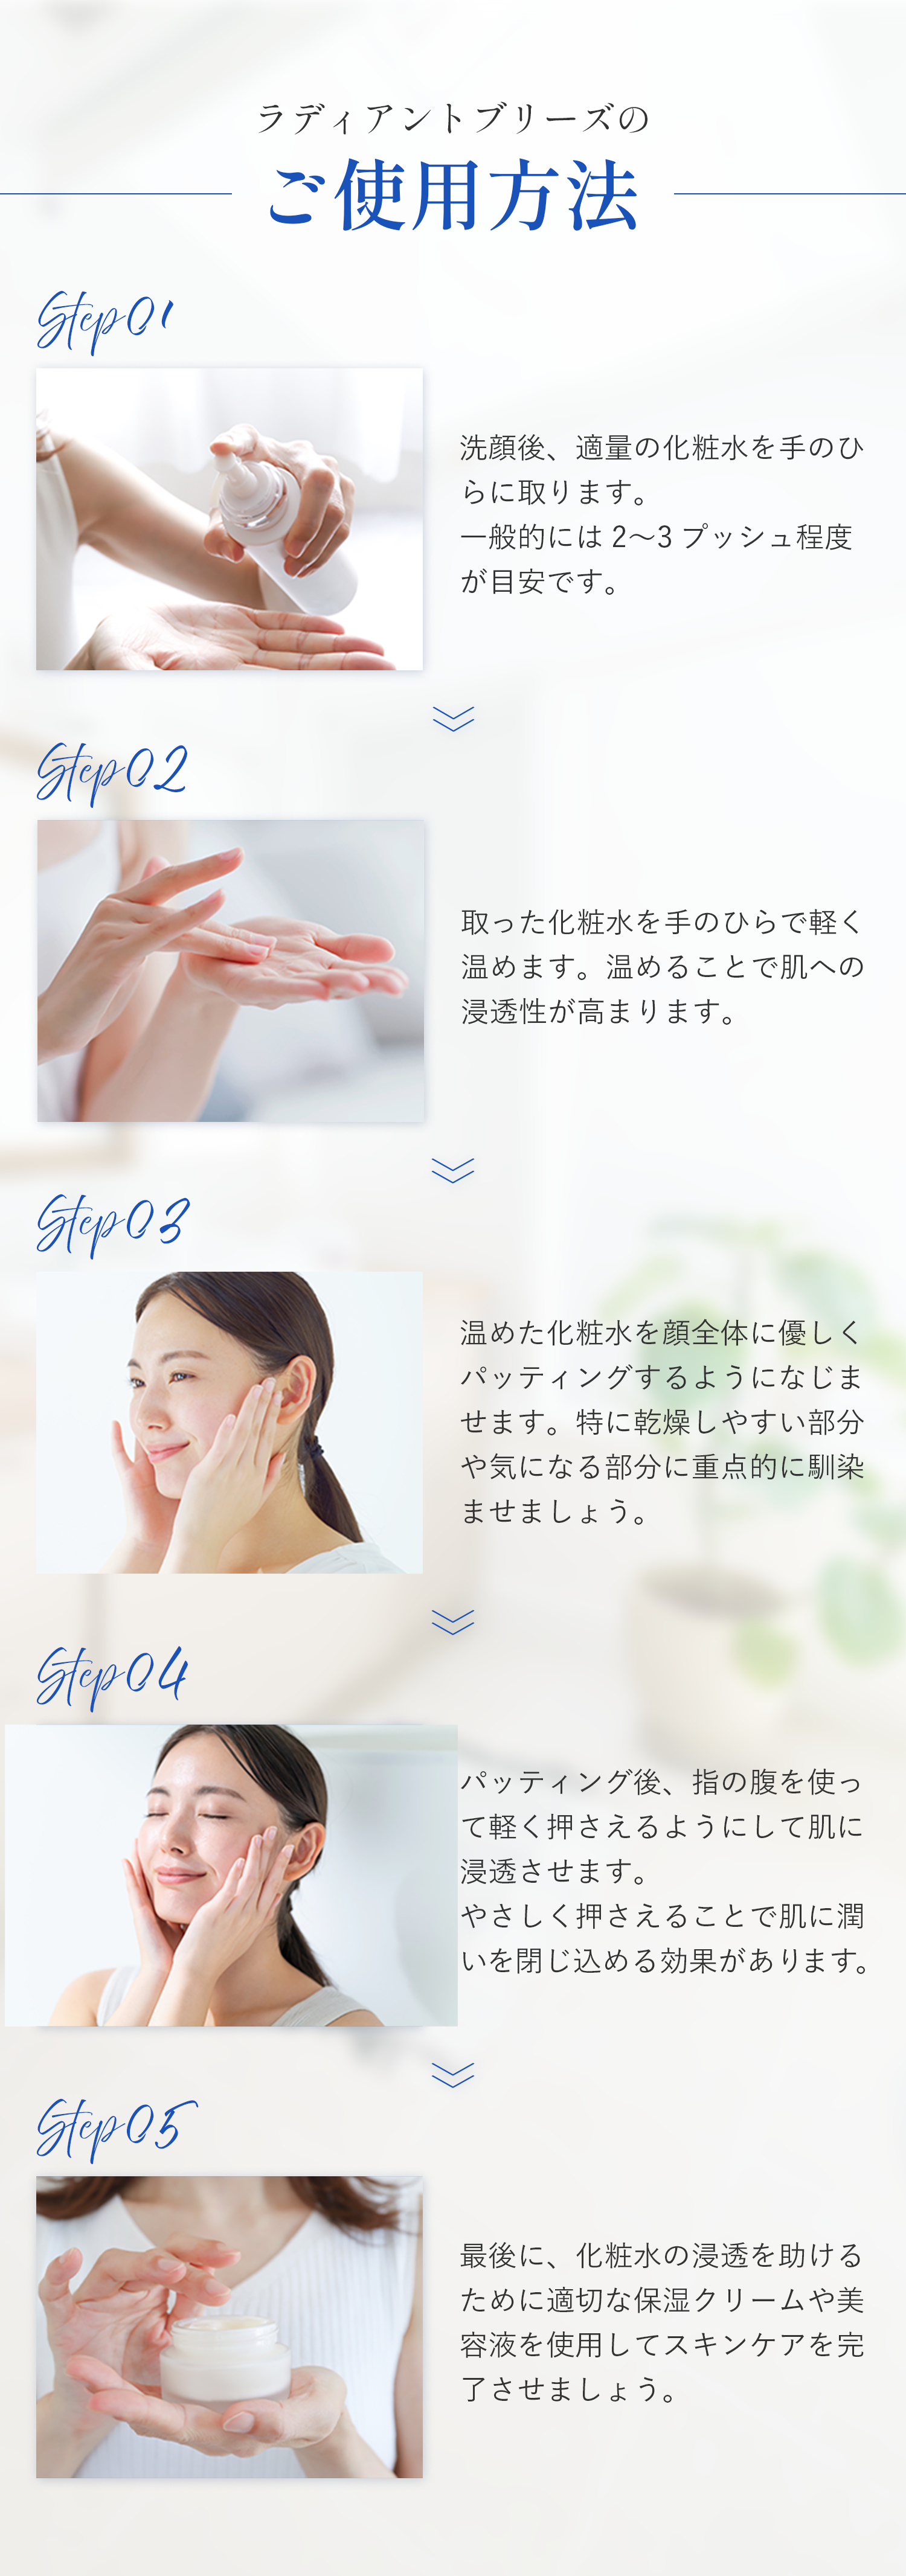 ラディアントブリーズの
ご使用方法
Step01
洗顔後、適量の化粧水を手のひ
らに取ります。
一般的には 2〜3 プッシュ程度
が目安です。
Step02
取った化粧水を手のひらで軽く
温めます。温めることで肌への
浸透性が高まります。
Step03
温めた化粧水を顔全体に優しく
パッティングするようになじま
せます。特に乾燥しやすい部分
や気になる部分に重点的に馴染
ませましょう。
Step04
パッティング後、指の腹を使っ
て軽く押さえるようにして肌に
浸透させます。
やさしく押さえることで肌に潤
いを閉じ込める効果があります。
Step05
最後に、化粧水の浸透を助ける
ために適切な保湿クリームや美
容液を使用してスキンケアを完
了させましょう。